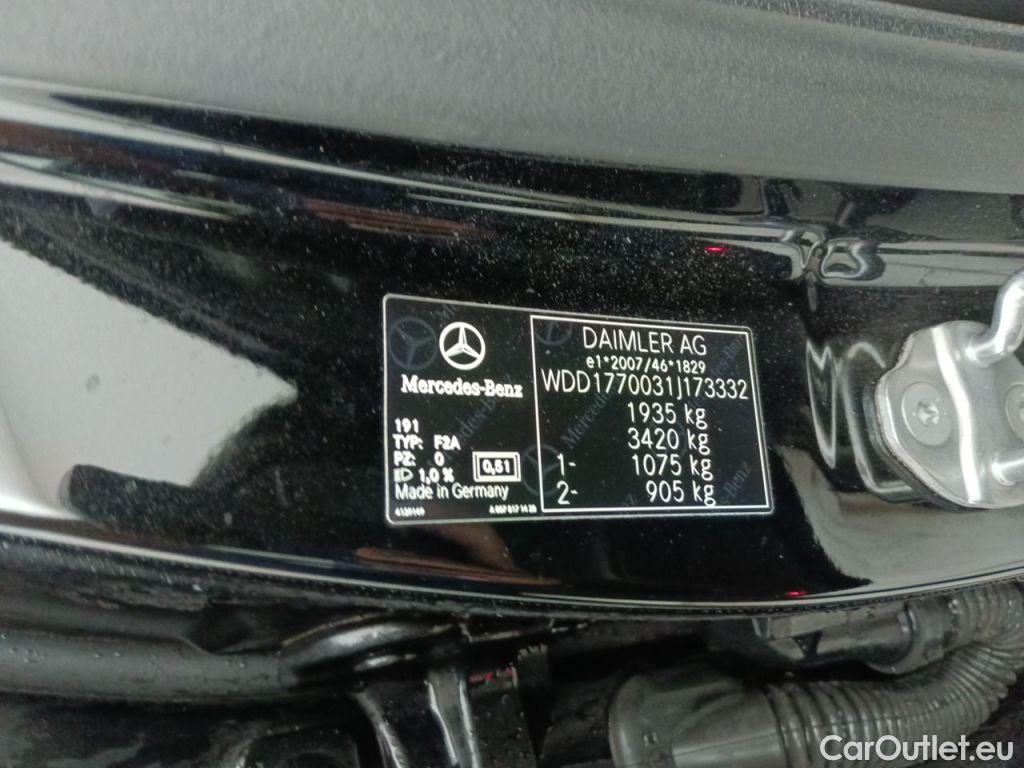 Mercedes-Benz
191
TYP: F2A
PZ: 0
1,0 %
0,51
Made in Germany
4139149
DAIMLER AG
e1*2007/46*1829
WDD1770031J173332
1935 kg
3420 kg
1- 1075 kg
2- 905 kg
CarOutlet.eu